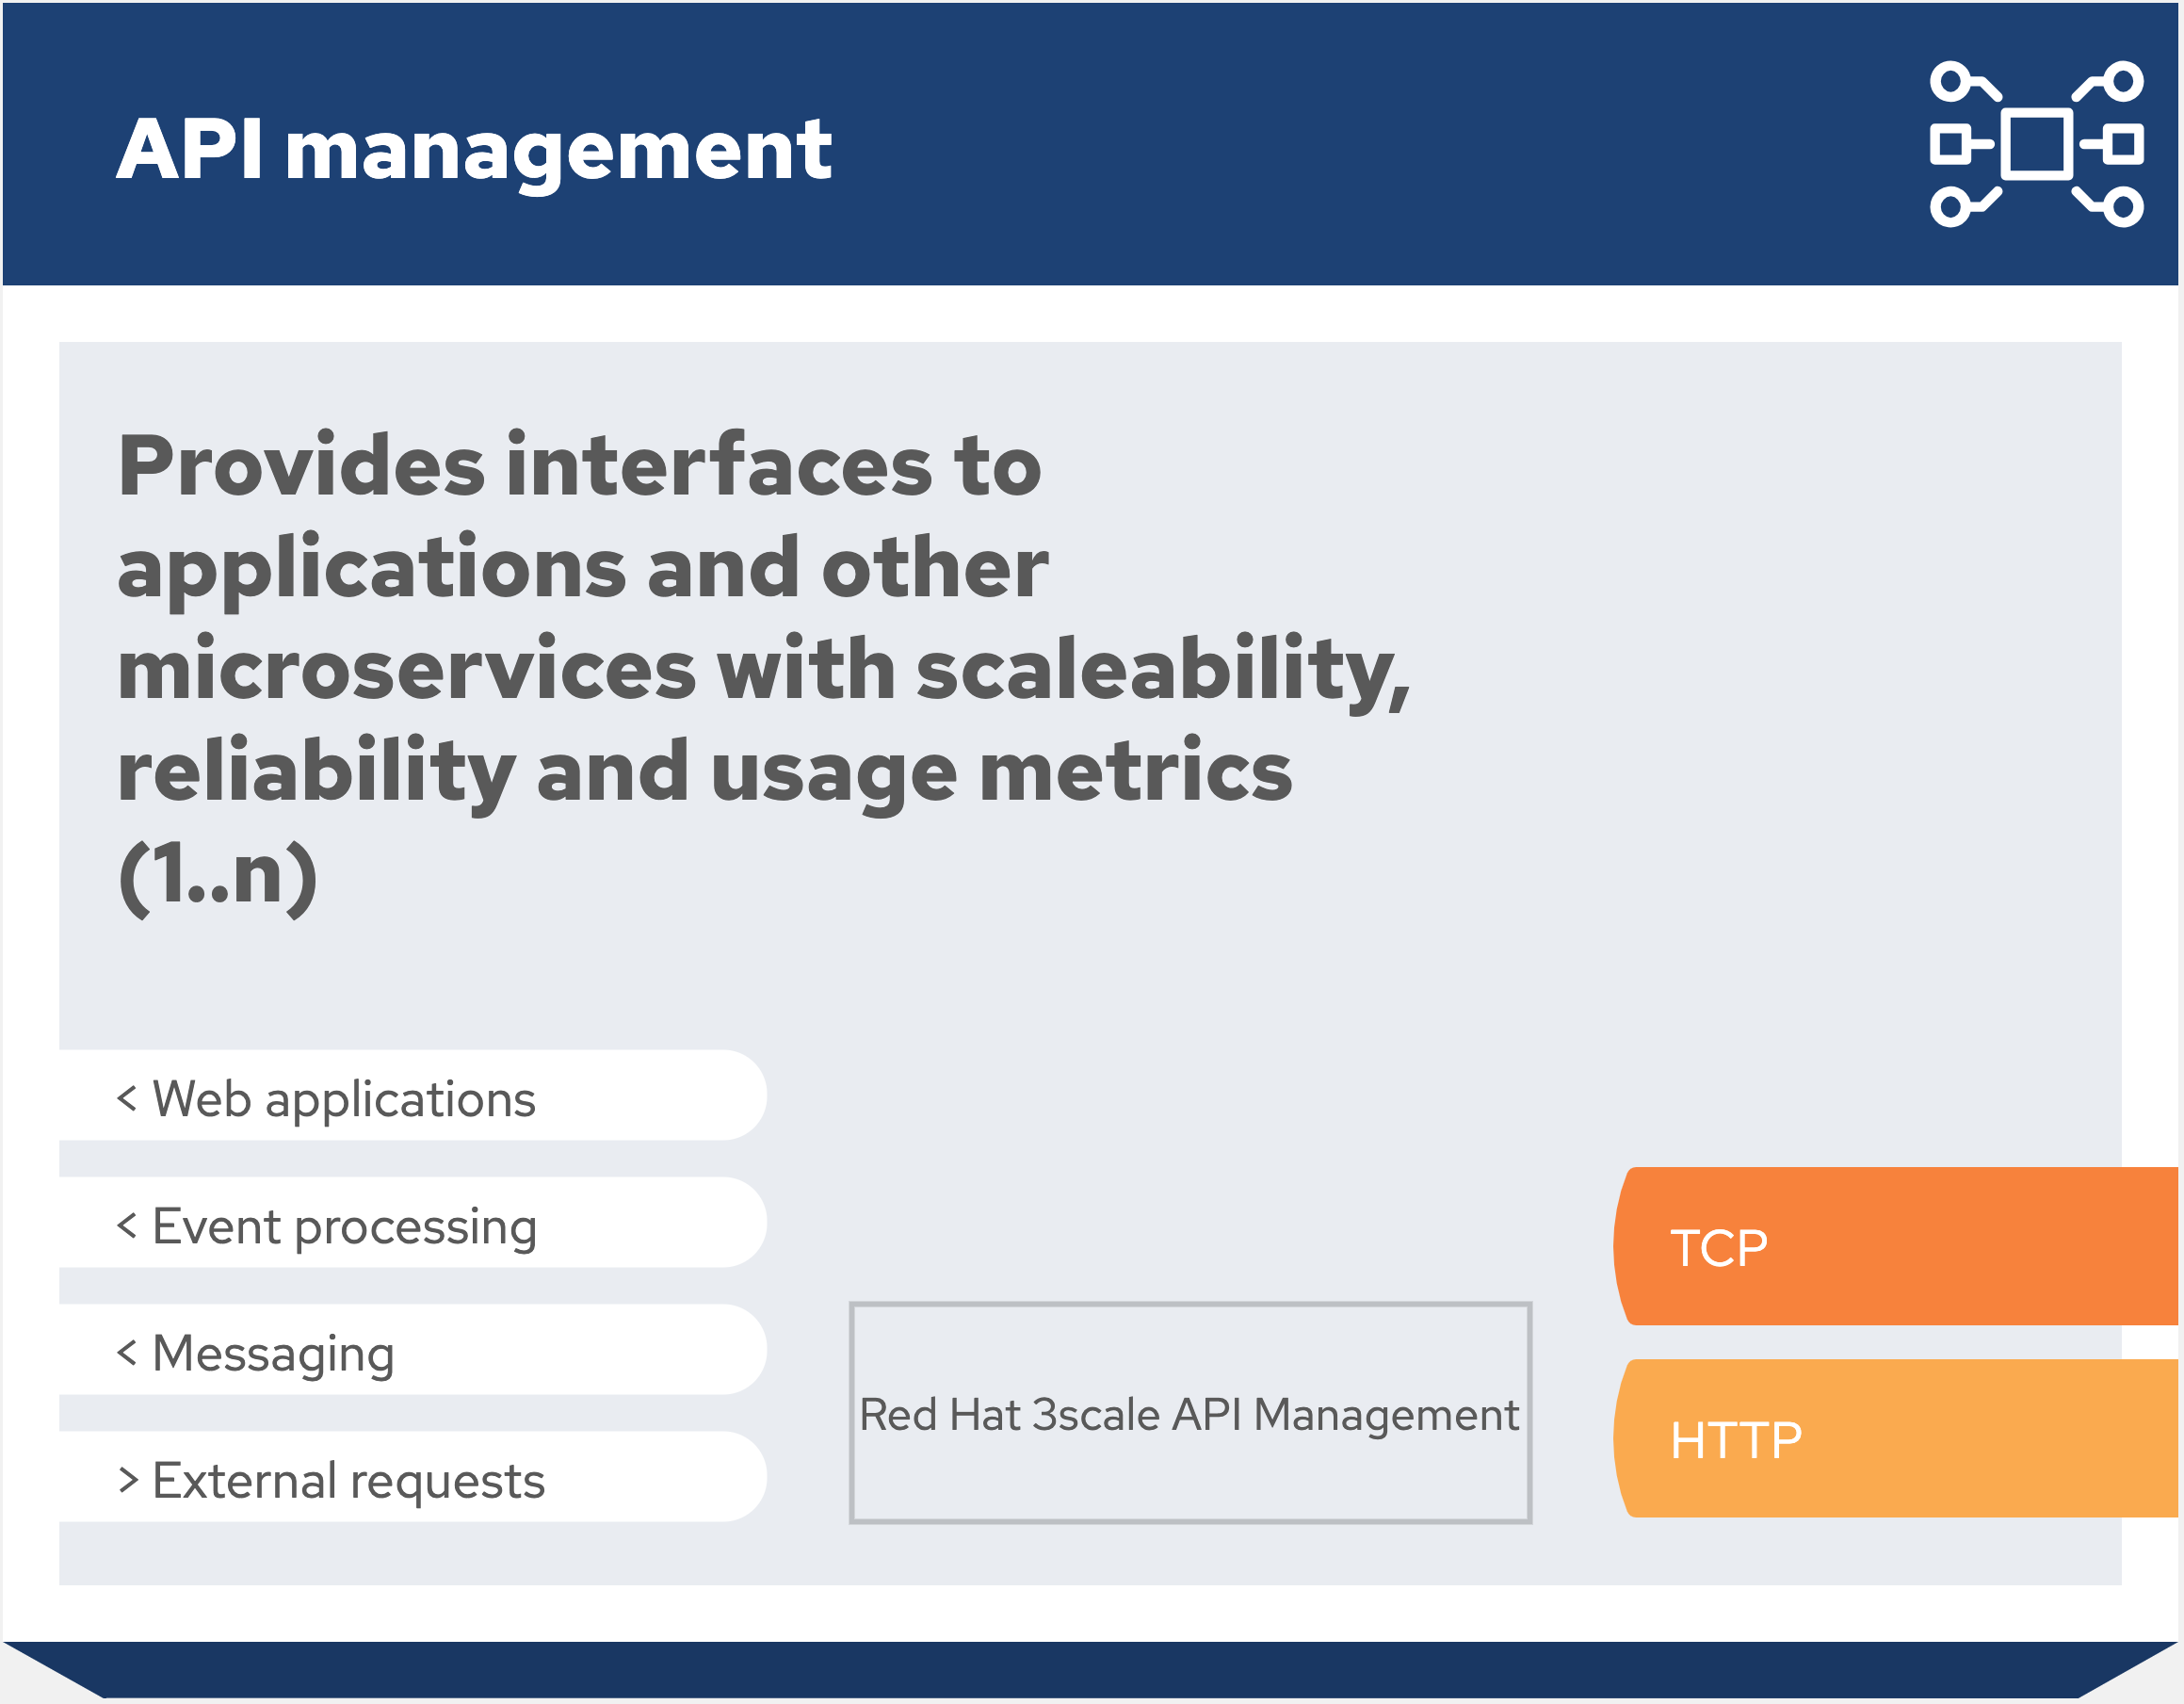 API management
Provides interfaces to
applications and other
microservices with scaleability,
reliability and usage metrics
(1..n)
< Web applications
< Event processing
< Messaging
> External requests
Red Hat 3scale API Management
TCP
HTTP